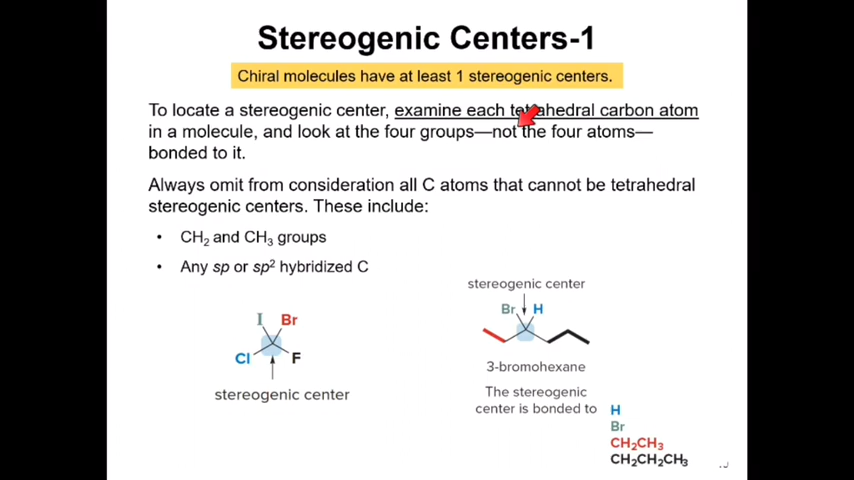 Stereogenic Centers-1
Chiral molecules have at least 1 stereogenic centers.
To locate a stereogenic center, examine each tetrahedral carbon atom
in a molecule, and look at the four groups—not the four atoms—
bonded to it.
Always omit from consideration all C atoms that cannot be tetrahedral
stereogenic centers. These include:
• CH₂ and CH₃ groups
• Any sp or sp² hybridized C
stereogenic center
Br H
I Br
Cl F
stereogenic center
3-bromohexane
The stereogenic
center is bonded to
H
Br
CH₂CH₃
CH₂CH₂CH₃